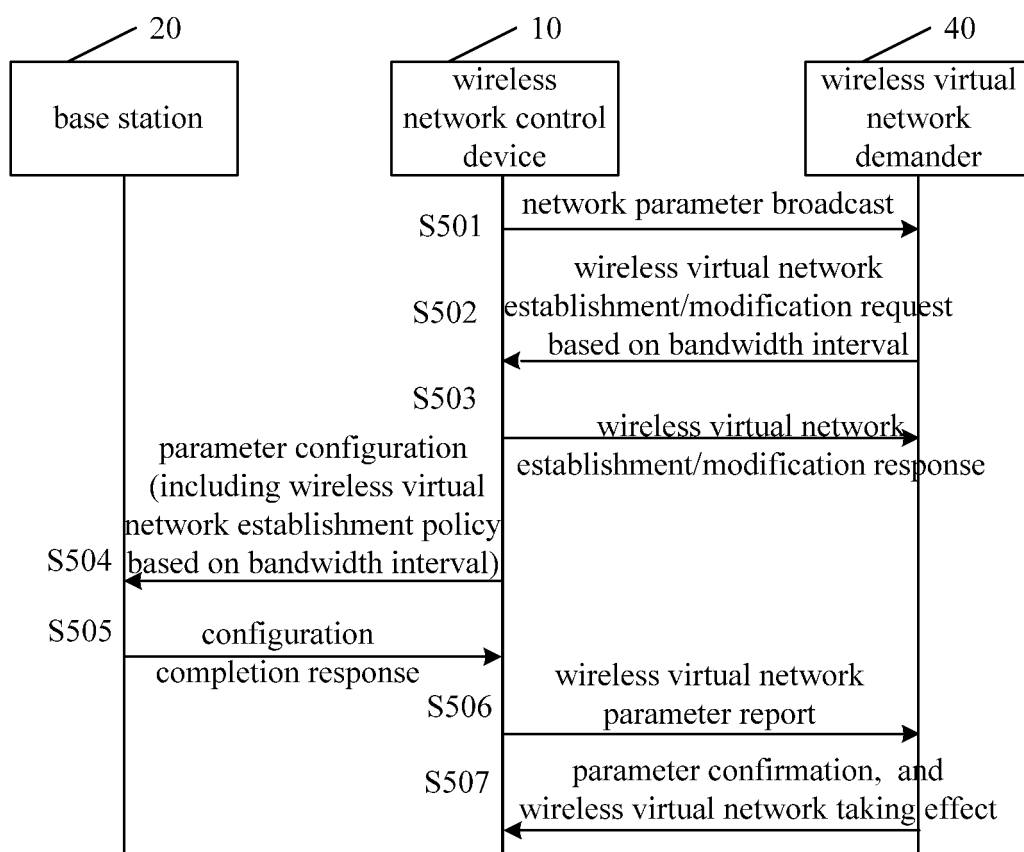 20
10
40
base station
wireless
network control
device
wireless virtual
network
demander
network parameter broadcast
S501
wireless virtual network
establishment/modification request
based on bandwidth interval
S502
S503
wireless virtual network
establishment/modification response
parameter configuration
(including wireless virtual
network establishment policy
based on bandwidth interval)
S504
S505
configuration
completion response
wireless virtual network
parameter report
S506
S507
parameter confirmation, and
wireless virtual network taking effect